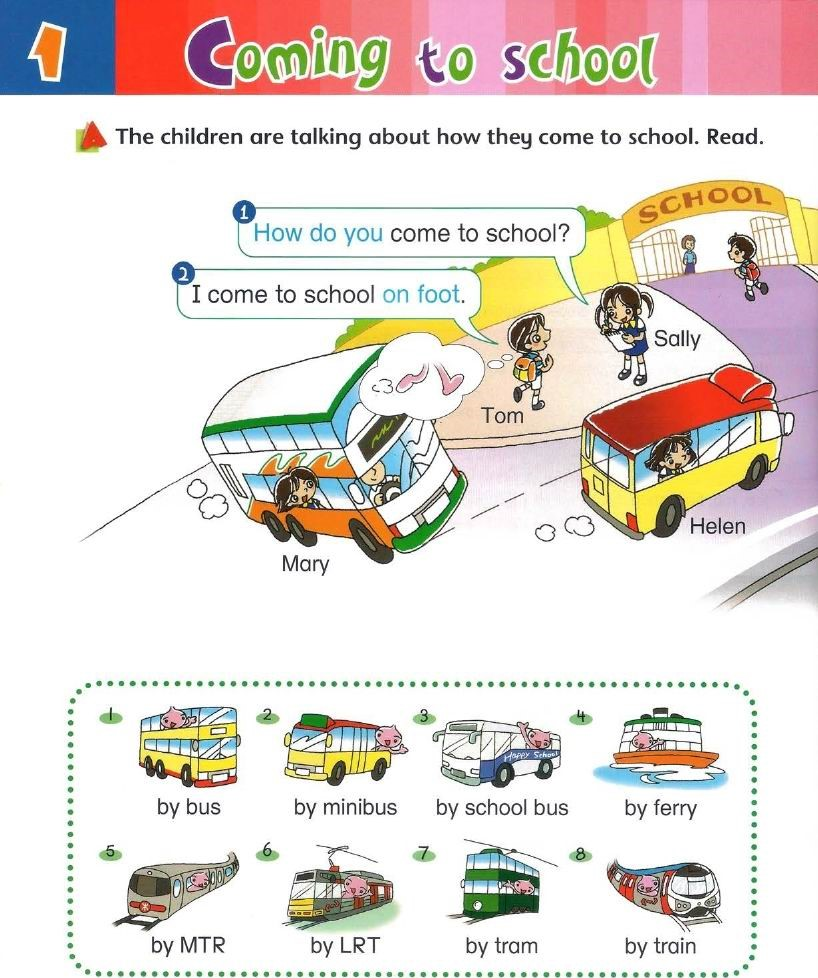 1
Coming to school
A The children are talking about how they come to school. Read.
SCHOOL
1
How do you come to school?
2
I come to school on foot.
Sally
Tom
Helen
Mary
1 2 3 4
Happy School
by bus by minibus by school bus by ferry
5 6 7 8
by MTR by LRT by tram by train